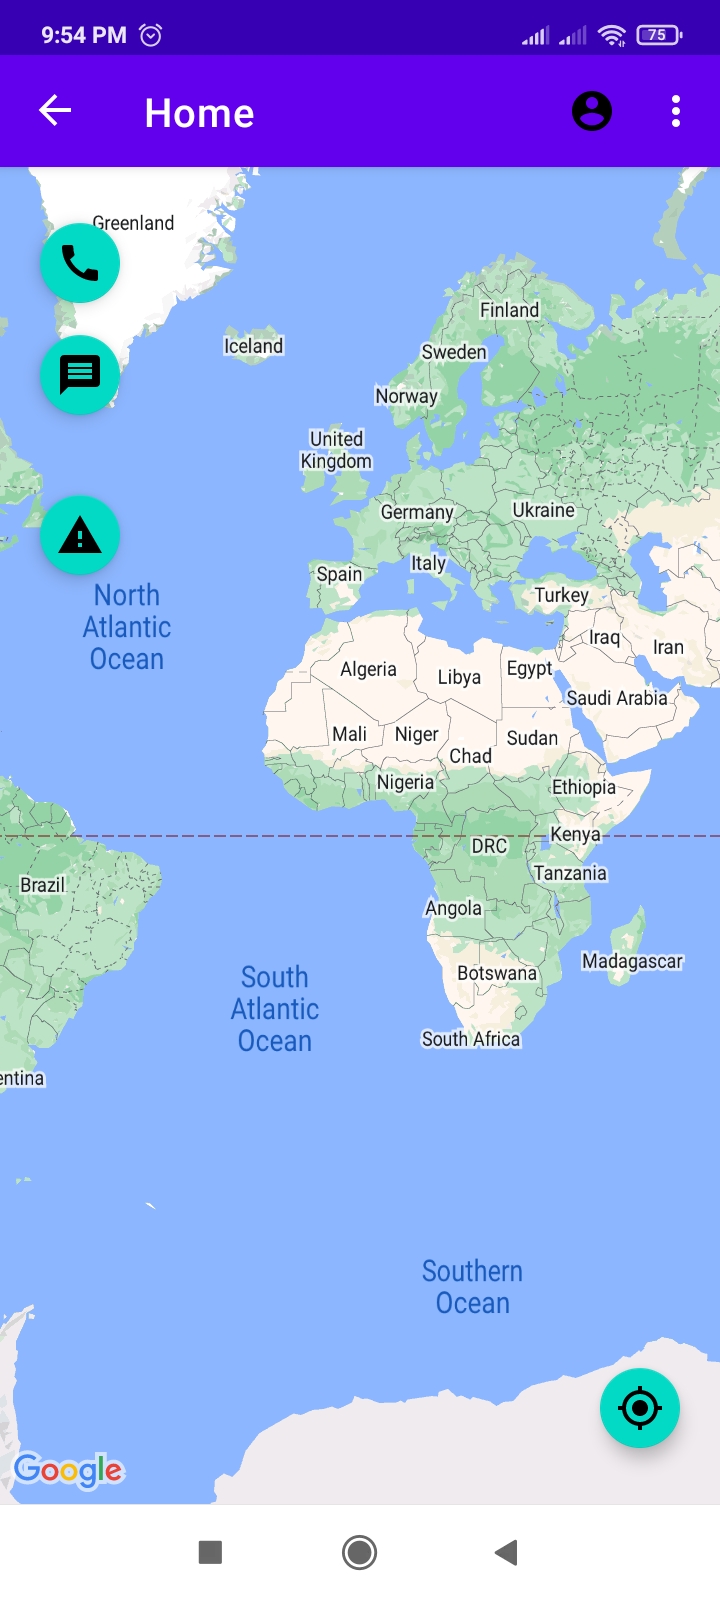 9:54 PM
75
Home
Greenland
Finland
Iceland
Sweden
Norway
United
Kingdom
Germany
Ukraine
Italy
Spain
Turkey
North
Atlantic
Ocean
Iraq
Iran
Algeria
Libya
Egypt
Saudi Arabia
Mali
Niger
Chad
Sudan
Nigeria
Ethiopia
Kenya
DRC
Tanzania
Brazil
Angola
Madagascar
Botswana
South
Atlantic
Ocean
South Africa
entina
Southern
Ocean
Google